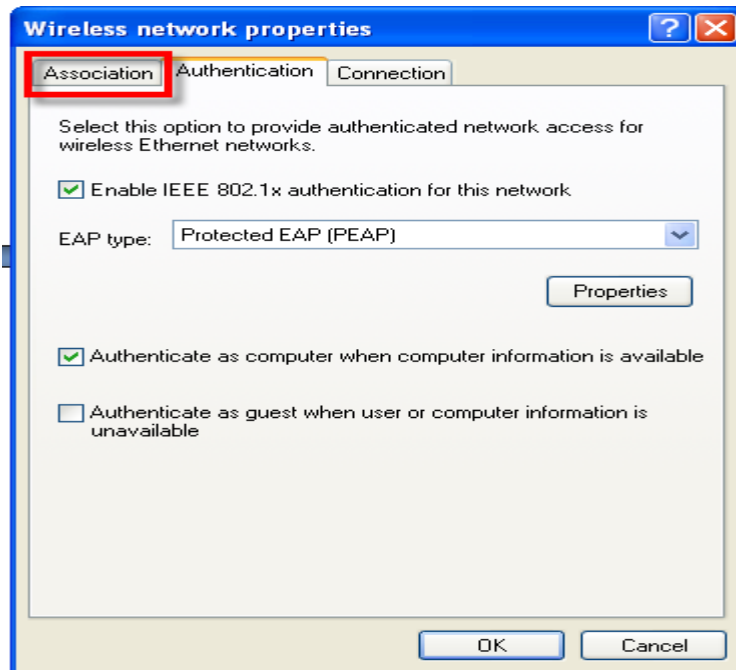 Wireless network properties
Association Authentication Connection
Select this option to provide authenticated network access for
wireless Ethernet networks.
Enable IEEE 802.1x authentication for this network
EAP type: Protected EAP (PEAP)
Properties
Authenticate as computer when computer information is available
Authenticate as guest when user or computer information is
unavailable
OK Cancel